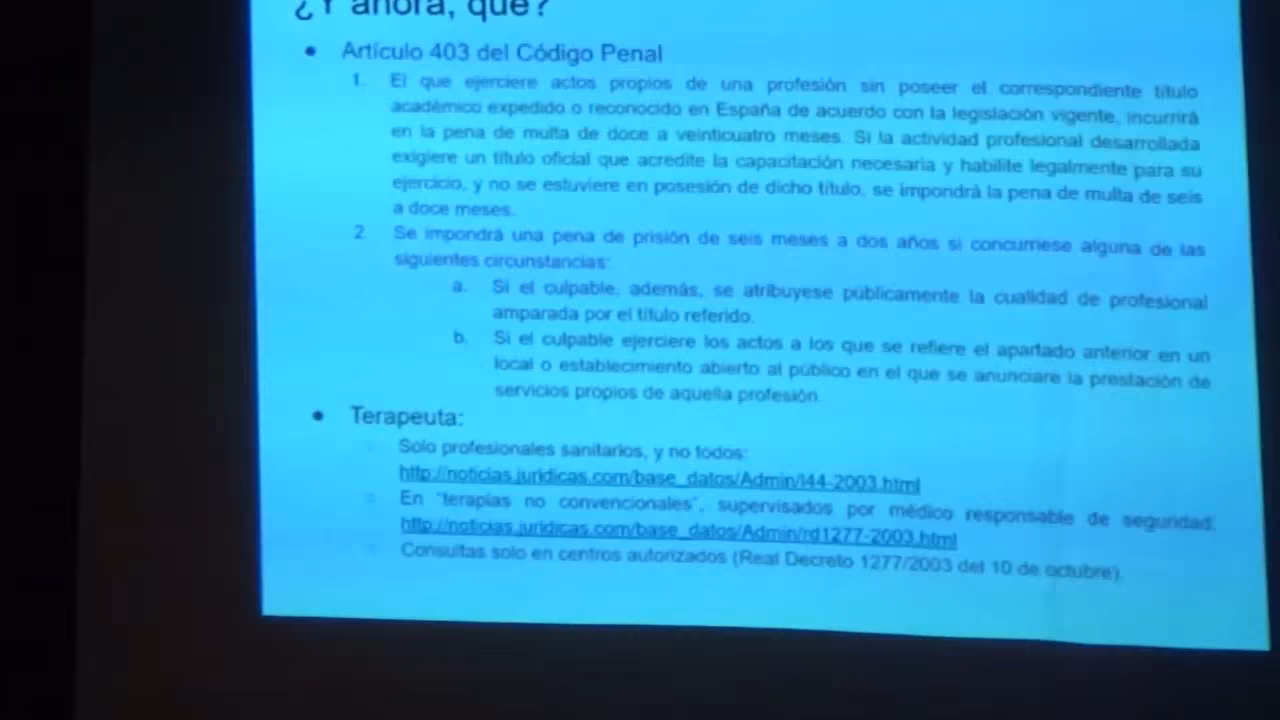 ¿Y ahora, qué?
• Artículo 403 del Código Penal
1. El que ejerciere actos propios de una profesión sin poseer el correspondiente título
académico expedido o reconocido en España de acuerdo con la legislación vigente, incurrirá
en la pena de multa de doce a veinticuatro meses. Si la actividad profesional desarrollada
exigiere un título oficial que acredite la capacitación necesaria y habilite legalmente para su
ejercicio, y no se estuviere en posesión de dicho título, se impondrá la pena de multa de seis
a doce meses.
2. Se impondrá una pena de prisión de seis meses a dos años si concurriese alguna de las
siguientes circunstancias:
a. Si el culpable, además, se atribuyese públicamente la cualidad de profesional
amparada por el título referido.
b. Si el culpable ejerciere los actos a los que se refiere el apartado anterior en un
local o establecimiento abierto al público en el que se anunciare la prestación de
servicios propios de aquella profesión.
• Terapeuta:
Solo profesionales sanitarios, y no todos:
http://noticias.juridicas.com/base_datos/Admin/l44-2003.html
En "terapias no convencionales", supervisados por médico responsable de seguridad:
http://noticias.juridicas.com/base_datos/Admin/rd1277-2003.html
Consultas solo en centros autorizados (Real Decreto 1277/2003 del 10 de octubre).